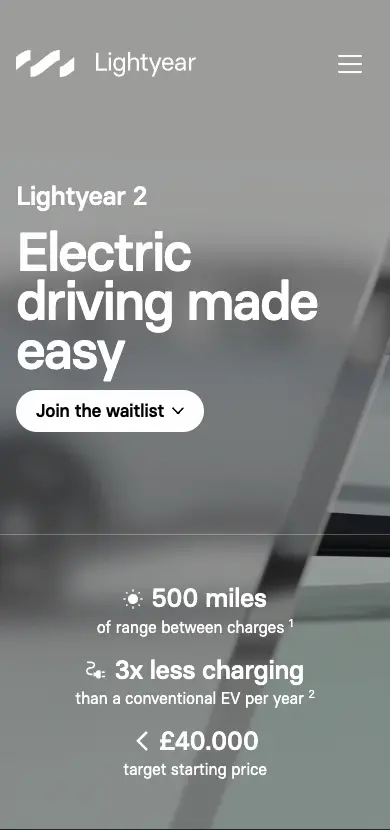 Lightyear
Lightyear 2
Electric
driving made
easy
Join the waitlist
500 miles
of range between charges ¹
3x less charging
than a conventional EV per year ²
< £40.000
target starting price